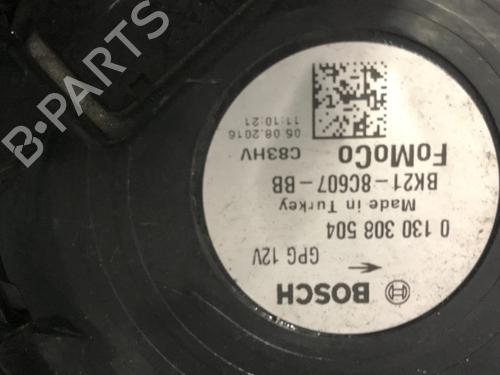 BOSCH
GPG 12V
0 130 308 504
Made in Turkey
BK21-8C607-BB
FoMoCo
C83HV
05.08.2016
11:10:21
B-PARTS